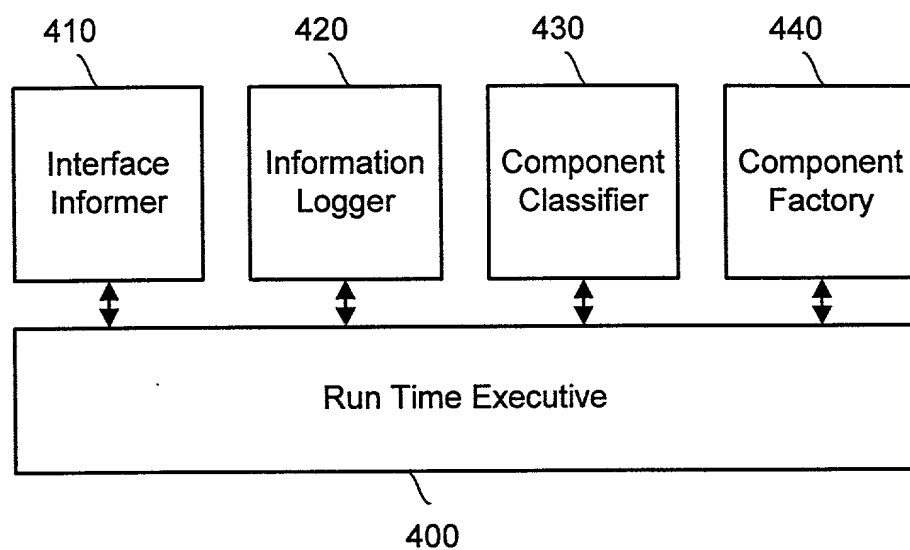 410
420
430
440
Interface
Informer
Information
Logger
Component
Classifier
Component
Factory
Run Time Executive
400